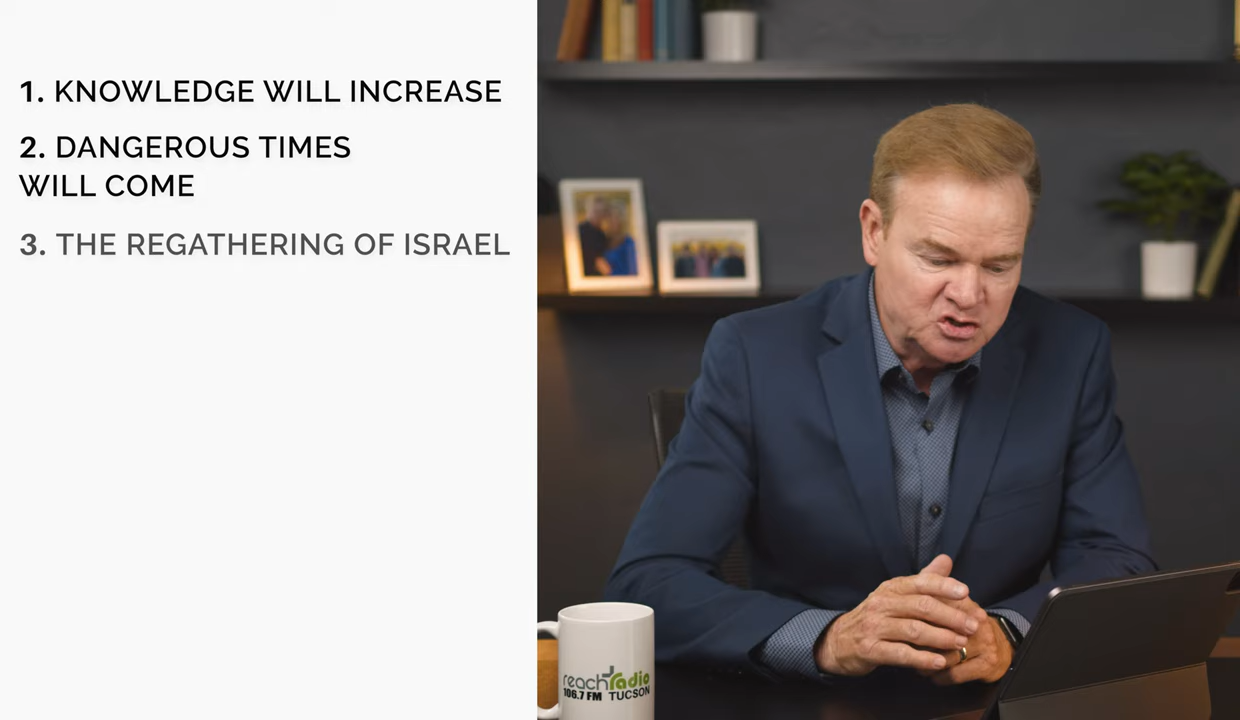 1. KNOWLEDGE WILL INCREASE
2. DANGEROUS TIMES
WILL COME
3. THE REGATHERING OF ISRAEL
reach radio
106.7 FM TUCSON